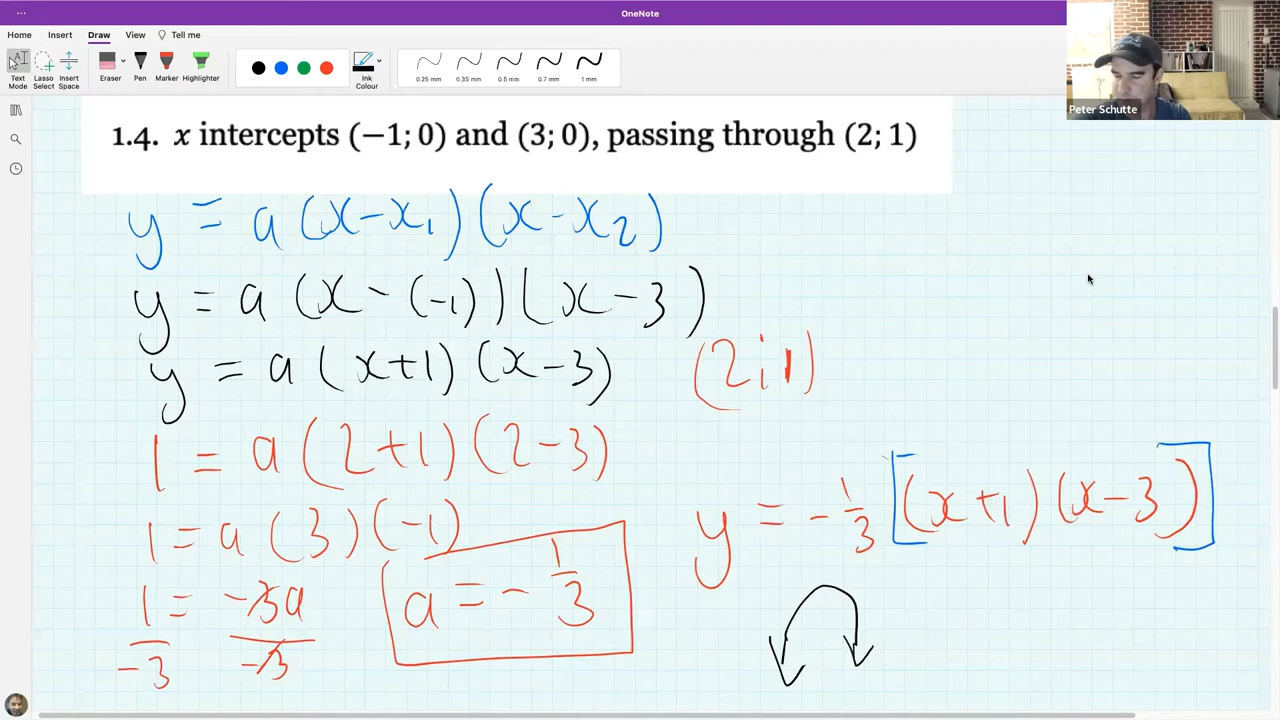 OneNote
Home Insert Draw View Tell me
Text Mode Lasso Select Insert Space Eraser Pen Marker Highlighter Ink Colour 0.25 mm 0.35 mm 0.5 mm 0.7 mm 1 mm
Peter Schutte
1.4. x intercepts (−1; 0) and (3; 0), passing through (2; 1)
y = a (x-x₁)(x-x₂)
y = a (x - (-1))(x-3)
y = a (x+1)(x-3) (2;1)
1 = a (2+1)(2-3)
1 = a (3)(-1)
1/-3 = -3a/-3
a = -1/3
y = -1/3 [(x+1)(x-3)]